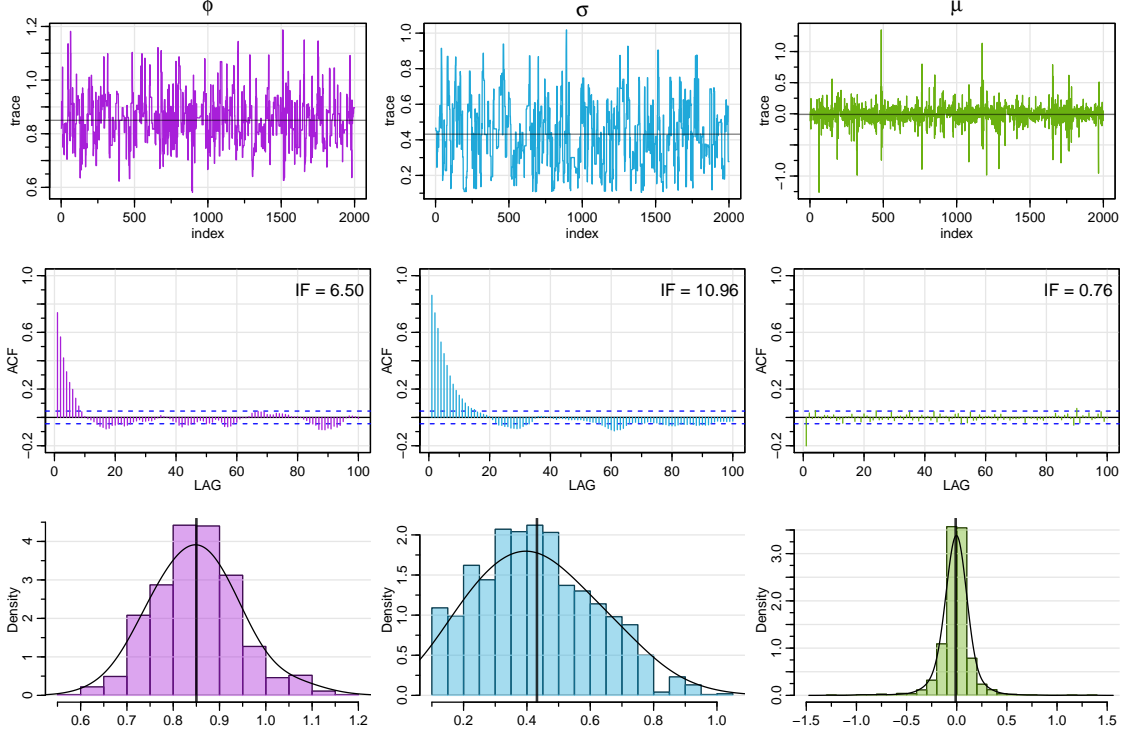 ϕ
σ
μ
trace
0.6 0.8 1.0 1.2
0 500 1000 1500 2000
index
trace
0.2 0.4 0.6 0.8 1.0
0 500 1000 1500 2000
index
trace
−1.0 0.0 0.5 1.0
0 500 1000 1500 2000
index
IF = 6.50
ACF
−0.2 0.2 0.6 1.0
0 20 40 60 80 100
LAG
IF = 10.96
ACF
−0.2 0.2 0.6 1.0
0 20 40 60 80 100
LAG
IF = 0.76
ACF
−0.2 0.2 0.6 1.0
0 20 40 60 80 100
LAG
Density
0 1 2 3 4
0.6 0.7 0.8 0.9 1.0 1.1 1.2
Density
0.0 0.5 1.0 1.5 2.0
0.2 0.4 0.6 0.8 1.0
Density
0.0 1.0 2.0 3.0
−1.5 −0.5 0.0 0.5 1.0 1.5